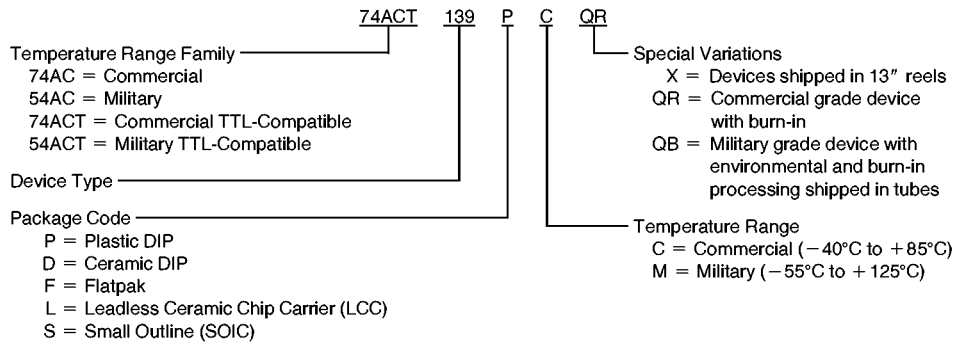 74ACT 139 P C QR
Temperature Range Family
74AC = Commercial
54AC = Military
74ACT = Commercial TTL-Compatible
54ACT = Military TTL-Compatible
Device Type
Package Code
P = Plastic DIP
D = Ceramic DIP
F = Flatpak
L = Leadless Ceramic Chip Carrier (LCC)
S = Small Outline (SOIC)
Special Variations
X = Devices shipped in 13″ reels
QR = Commercial grade device
with burn-in
QB = Military grade device with
environmental and burn-in
processing shipped in tubes
Temperature Range
C = Commercial (−40°C to +85°C)
M = Military (−55°C to +125°C)